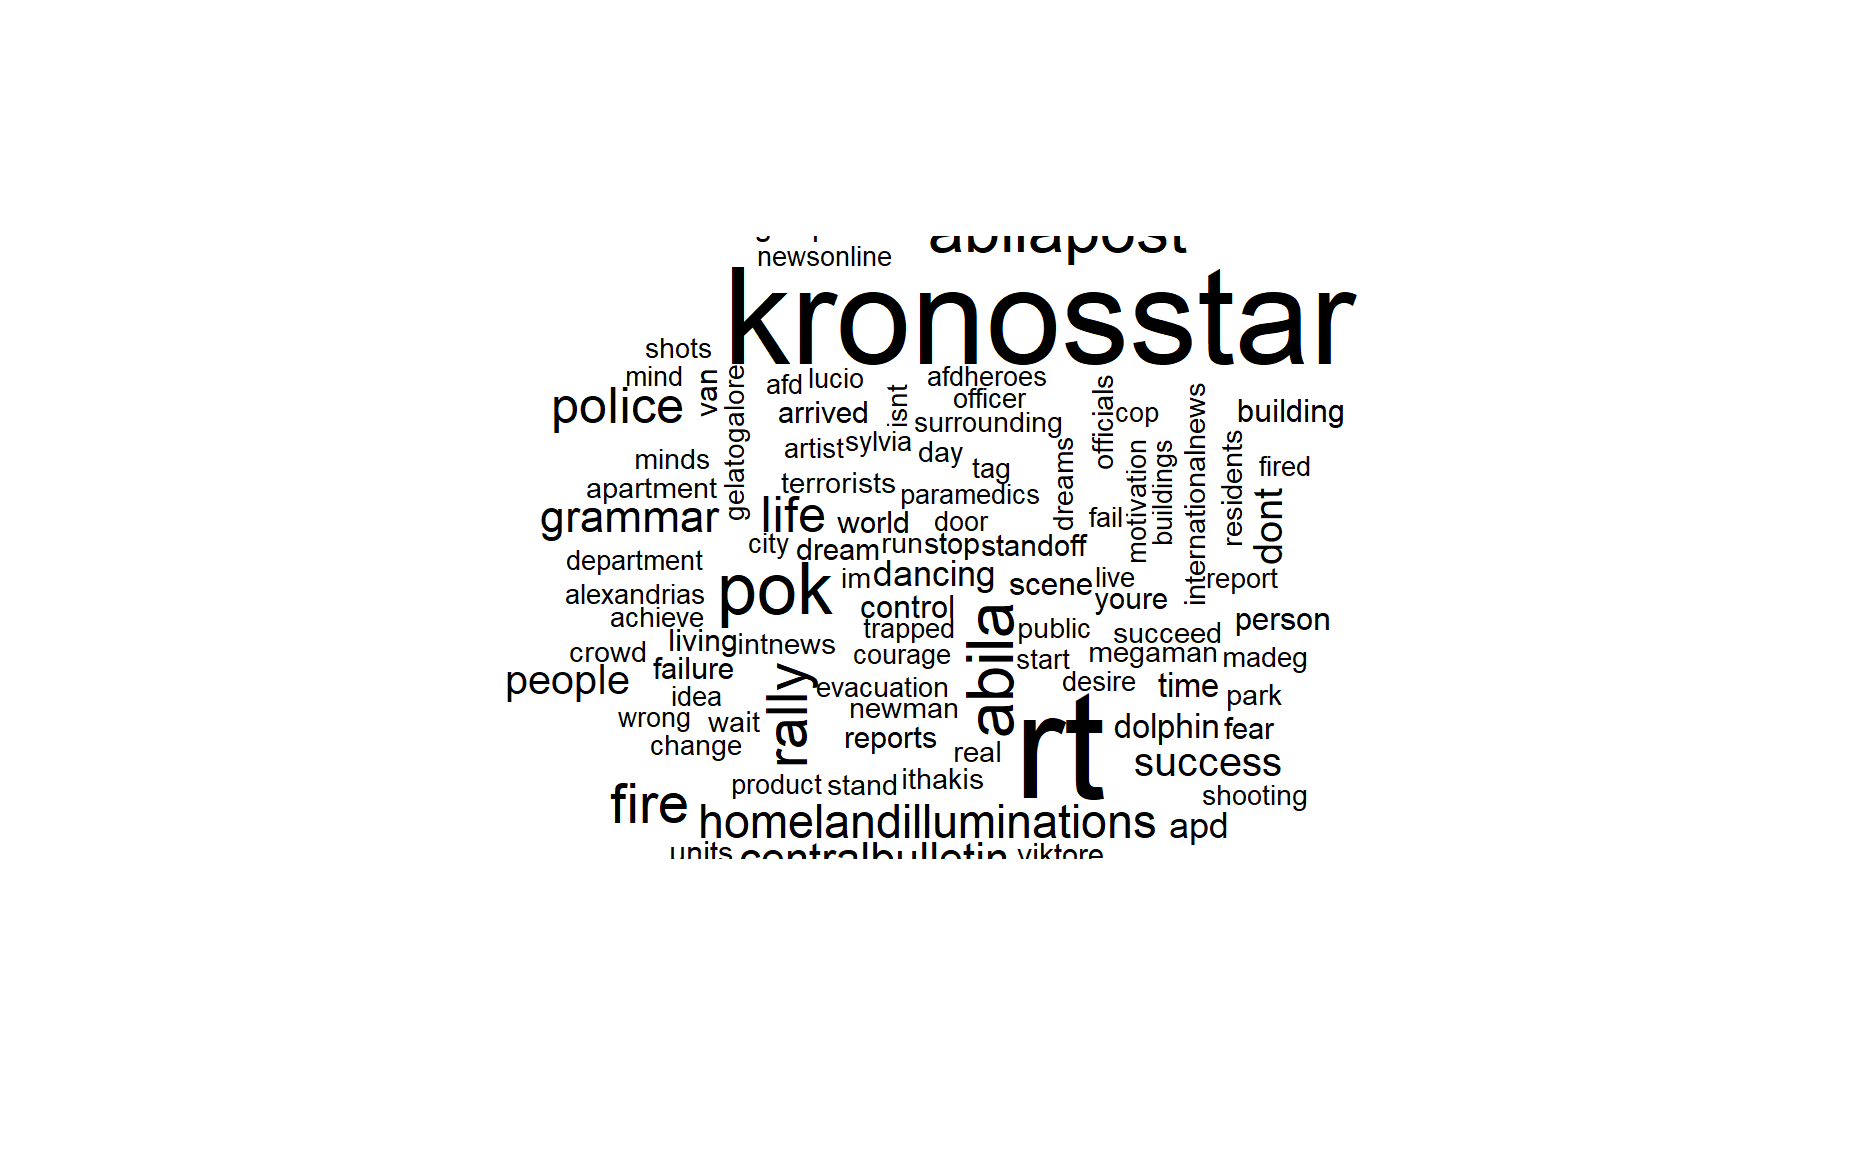 abilapost
newsonline
kronosstar
shots
mind
van
afd
lucio
afdheroes
police
gelatogalore
arrived
isnt
officer
surrounding
officials
cop
internationalnews
building
artist
sylvia
day
dreams
motivation
buildings
residents
minds
tag
fired
apartment
terrorists
paramedics
dont
grammar
life
world
door
fail
city
dream
run
stop
standoff
department
pok
im
dancing
scene
live
report
alexandrias
control
youre
achieve
trapped
abila
public
succeed
person
living
intnews
crowd
courage
start
megaman
madeg
failure
people
rally
evacuation
desire
time
idea
park
newman
rt
wrong
wait
dolphin
fear
change
reports
real
success
product
stand
ithakis
shooting
fire
homelandilluminations
apd
units
centralbulletin
viktore